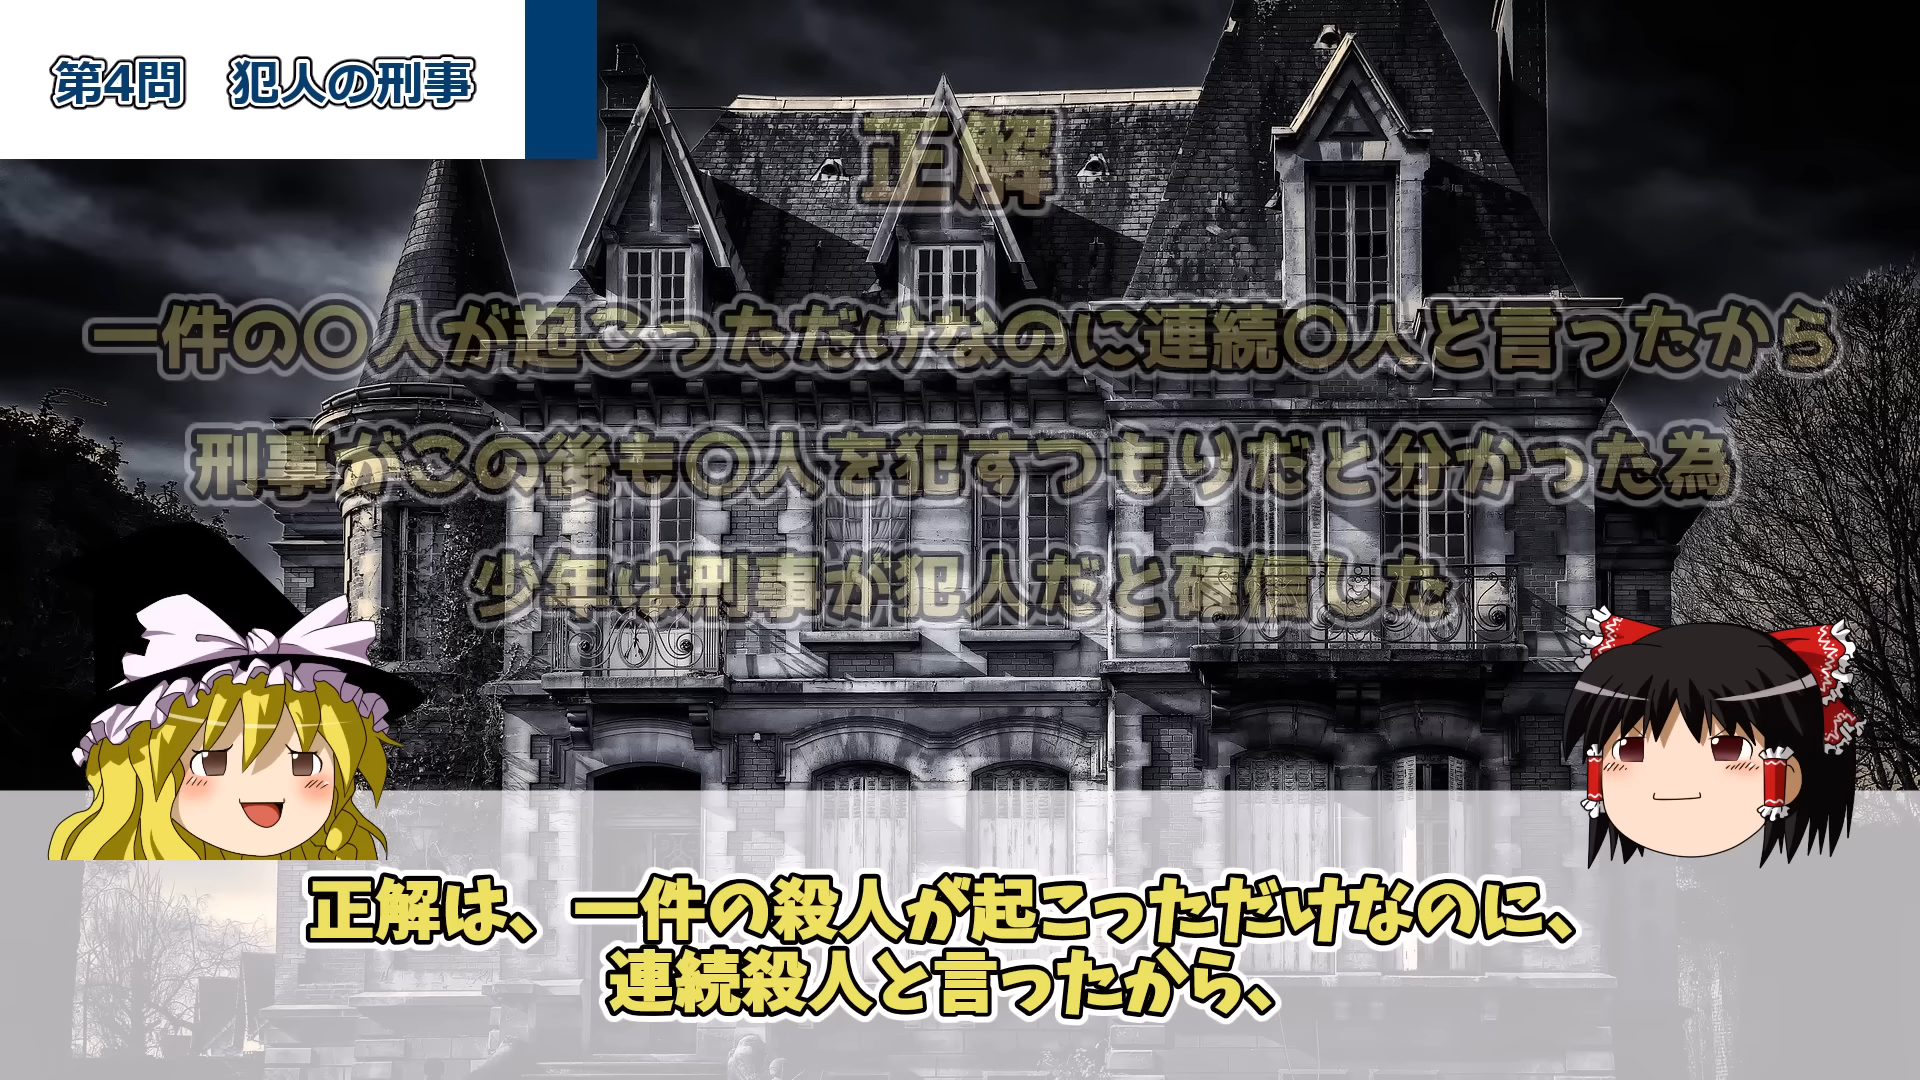 第4問　犯人の刑事
正解
一件の〇人が起こっただけなのに連続〇人と言ったから
刑事がこの後も〇人を犯すつもりだと分かった為
少年は刑事が犯人だと確信した
正解は、一件の殺人が起こっただけなのに、
連続殺人と言ったから、